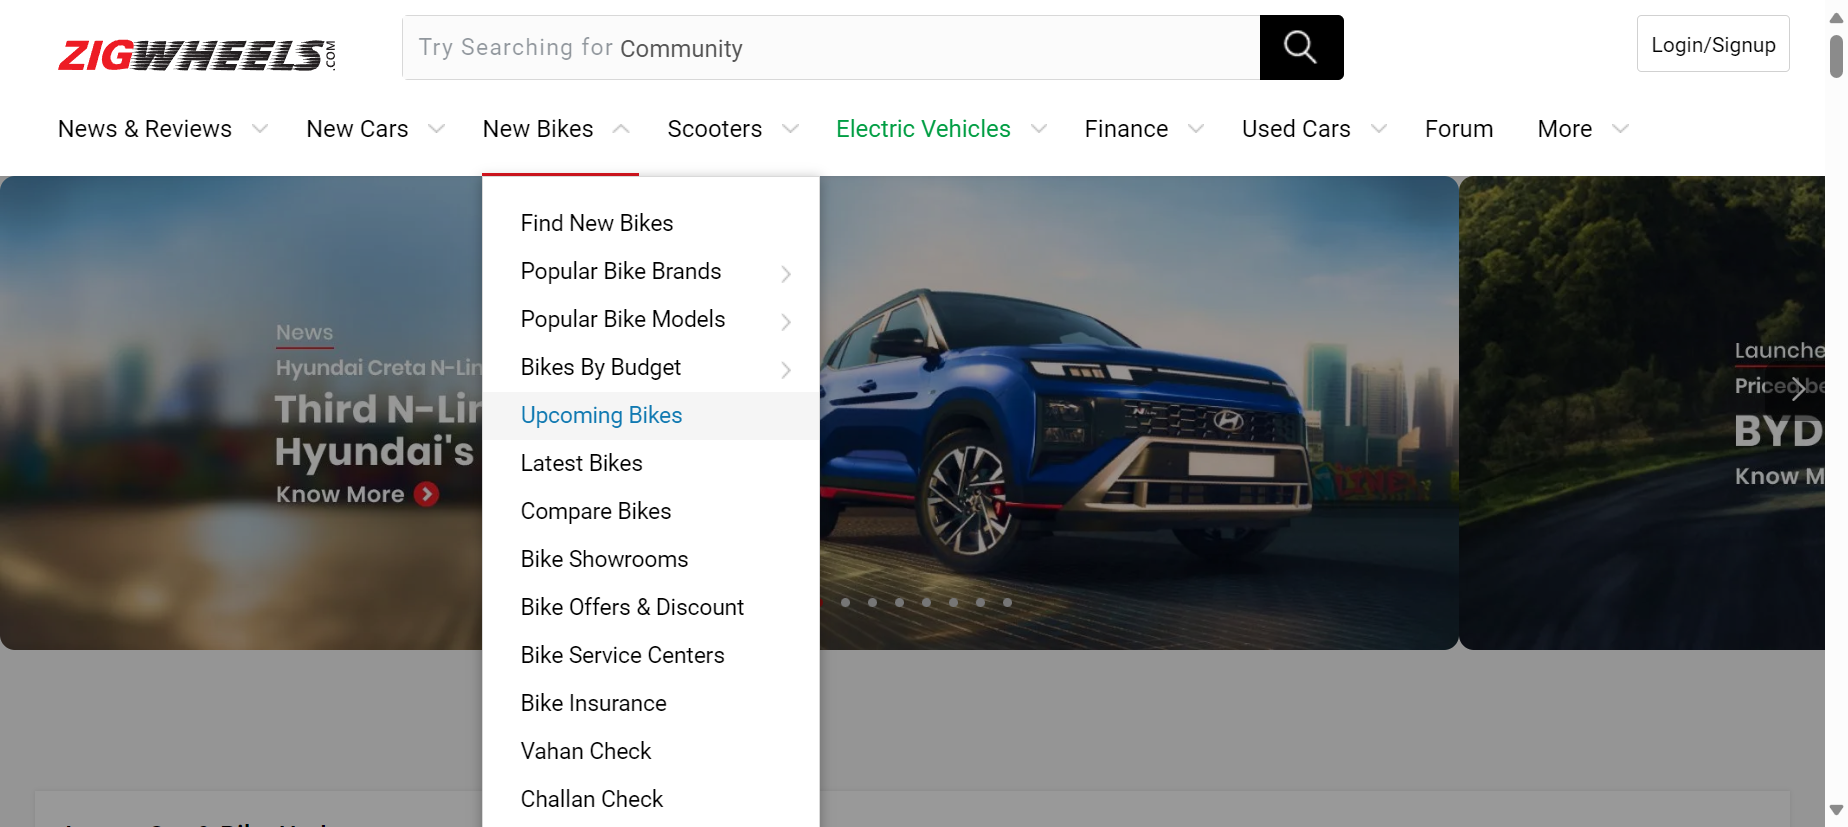 ZIGWHEELS.COM
Try Searching for Community
Login/Signup
News & Reviews
New Cars
New Bikes
Scooters
Electric Vehicles
Finance
Used Cars
Forum
More
Find New Bikes
Popular Bike Brands
Popular Bike Models
Bikes By Budget
Upcoming Bikes
Latest Bikes
Compare Bikes
Bike Showrooms
Bike Offers & Discount
Bike Service Centers
Bike Insurance
Vahan Check
Challan Check
News
Hyundai Creta N-Lin
Third N-Lin
Hyundai's
Know More
Launche
Priced be
BYD
Know M